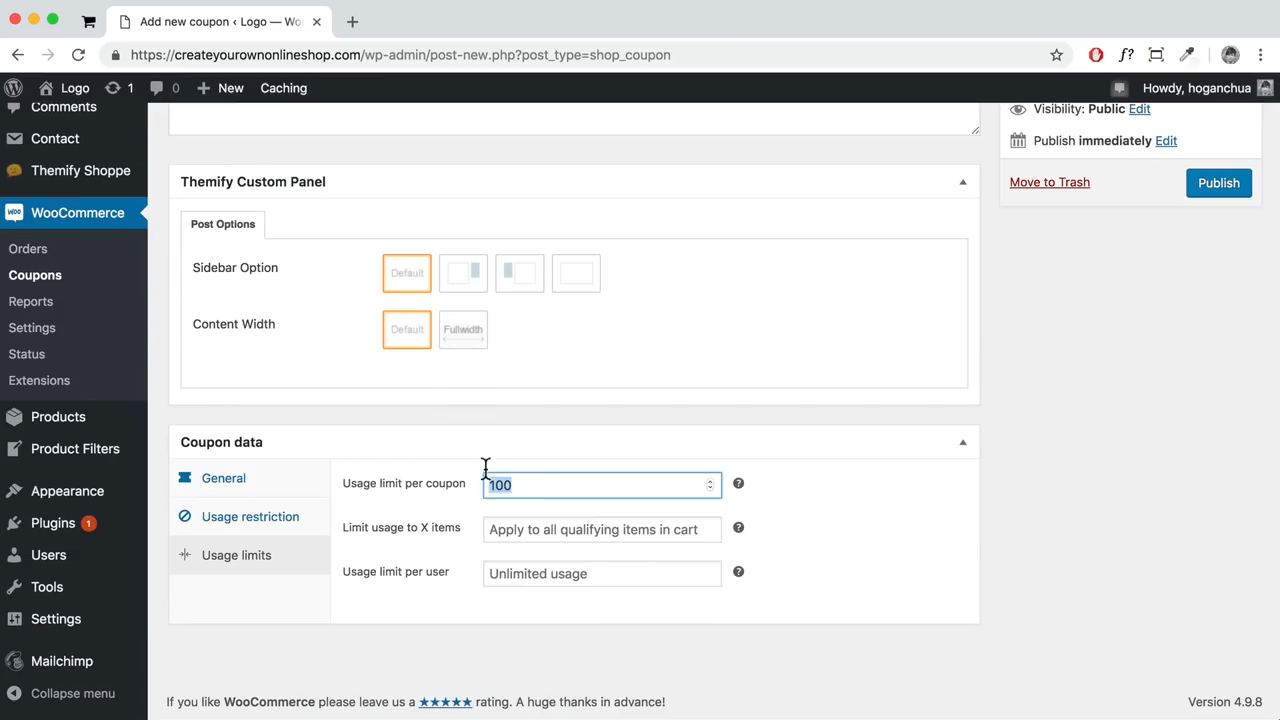 Add new coupon ‹ Logo — Wo
https://createyourownonlineshop.com/wp-admin/post-new.php?post_type=shop_coupon
f?
Logo
1
0
New
Caching
Howdy, hoganchua
Comments
Contact
Themify Shoppe
WooCommerce
Orders
Coupons
Reports
Settings
Status
Extensions
Products
Product Filters
Appearance
Plugins 1
Users
Tools
Settings
Mailchimp
Collapse menu
Themify Custom Panel
Post Options
Sidebar Option
Default
Content Width
Default
Fullwidth
Coupon data
General
Usage restriction
Usage limits
Usage limit per coupon
100
Limit usage to X items
Apply to all qualifying items in cart
Usage limit per user
Unlimited usage
Visibility: Public Edit
Publish immediately Edit
Move to Trash
Publish
If you like WooCommerce please leave us a ★★★★★ rating. A huge thanks in advance!
Version 4.9.8